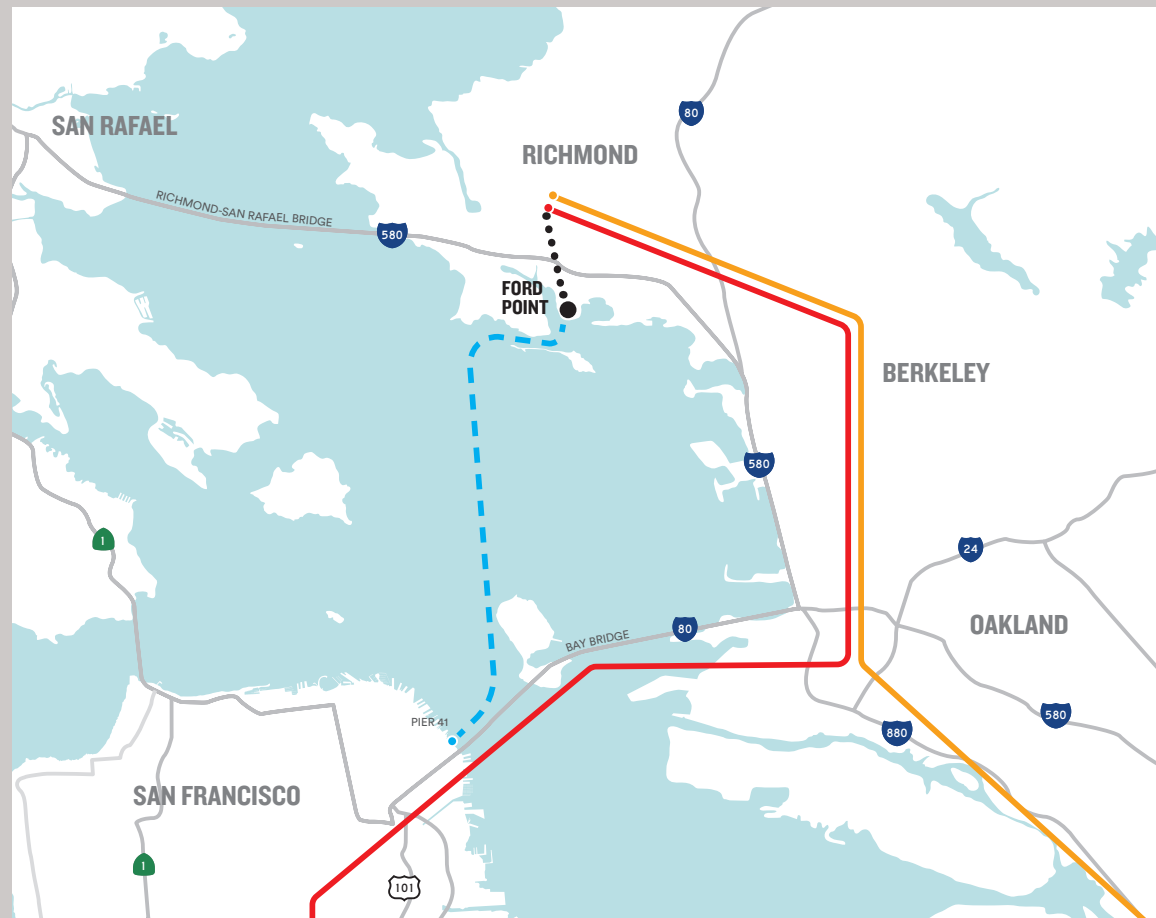 80
SAN RAFAEL
RICHMOND
RICHMOND-SAN RAFAEL BRIDGE
580
FORD
POINT
BERKELEY
580
1
24
OAKLAND
80
BAY BRIDGE
PIER 41
580
880
SAN FRANCISCO
1
101